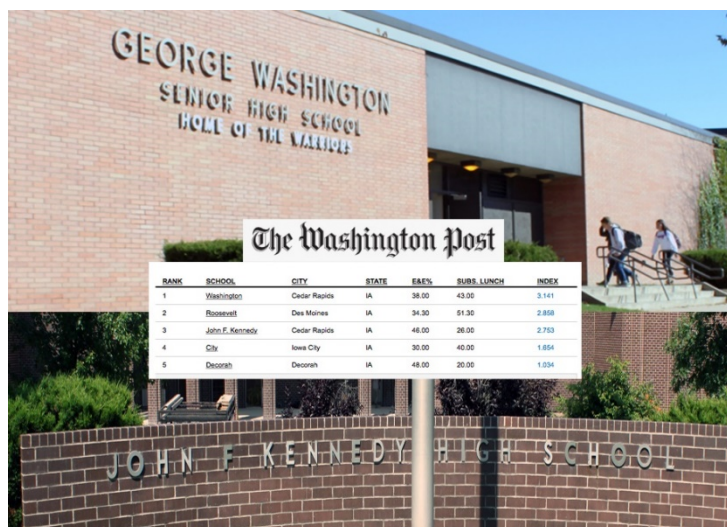 GEORGE WASHINGTON
SENIOR HIGH SCHOOL
HOME OF THE WARRIORS
The Washington Post
RANK SCHOOL CITY STATE E&E% SUBS. LUNCH INDEX
1 Washington Cedar Rapids IA 38.00 43.00 3.141
2 Roosevelt Des Moines IA 34.30 51.30 2.858
3 John F. Kennedy Cedar Rapids IA 46.00 26.00 2.753
4 City Iowa City IA 30.00 40.00 1.654
5 Decorah Decorah IA 48.00 20.00 1.034
JOHN F KENNEDY HIGH SCHOOL